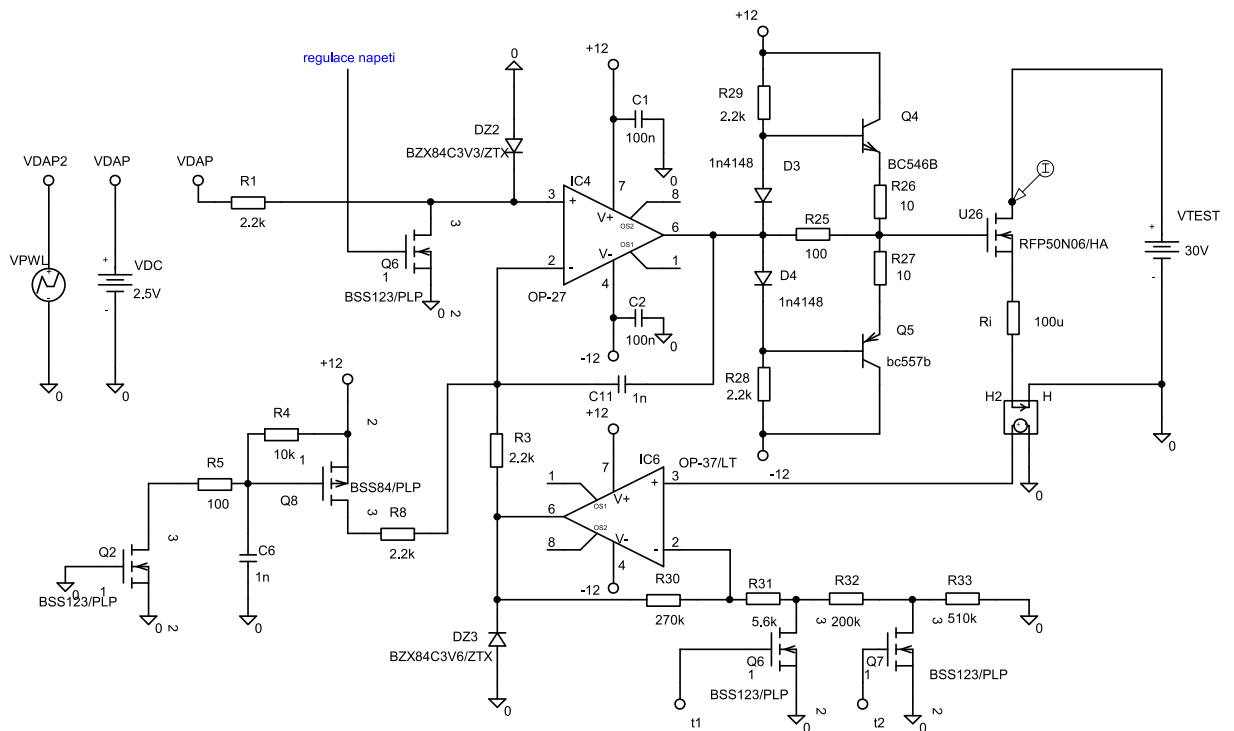 +12
regulace napeti
0
+12
R29
2.2k
C1
100n
0
Q4
BC546B
DZ2
BZX84C3V3/ZTX
1n4148
D3
VDAP2
VDAP
VDAP
R1
2.2k
IC4
7
8
3
+
V+
OS2
OS1
V-
6
2
-
4
1
OP-27
R26
10
I
U26
RFP50N06/HA
VTEST
+
30V
-
R25
100
3
Q6
1
BSS123/PLP
0
2
R27
10
D4
1n4148
VPWL
+
-
VDC
+
2.5V
-
0
0
C2
100n
0
-12
Ri
100u
Q5
bc557b
R28
2.2k
C11
1n
+12
2
H2
H
+
0
0
R4
10k
1
R5
100
Q8
BSS84/PLP
3
R8
2.2k
R3
2.2k
+12
IC6
OP-37/LT
-12
7
1
3
+
V+
OS1
OS2
V-
6
2
-
8
4
-12
3
Q2
1
0
BSS123/PLP
0
2
C6
1n
0
R30
270k
R31
5,6k
R32
200k
R33
510k
0
3
3
DZ3
BZX84C3V6/ZTX
0
Q6
1
BSS123/PLP
t1
0
2
Q7
1
BSS123/PLP
t2
0
2